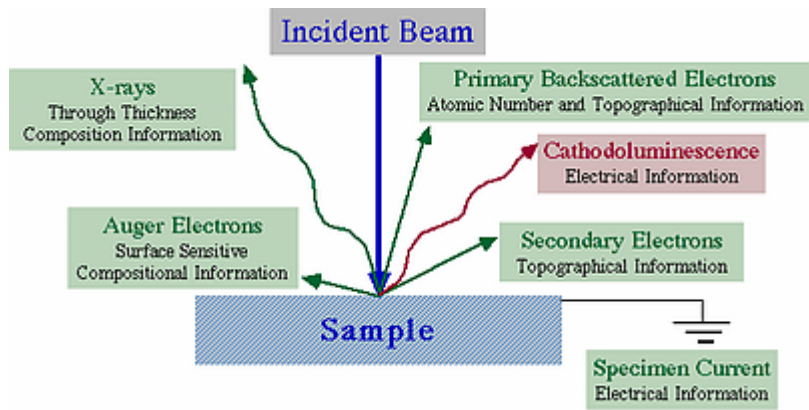 Incident Beam
X-rays
Through Thickness
Composition Information
Primary Backscattered Electrons
Atomic Number and Topographical Information
Cathodoluminescence
Electrical Information
Auger Electrons
Surface Sensitive
Compositional Information
Secondary Electrons
Topographical Information
Sample
Specimen Current
Electrical Information